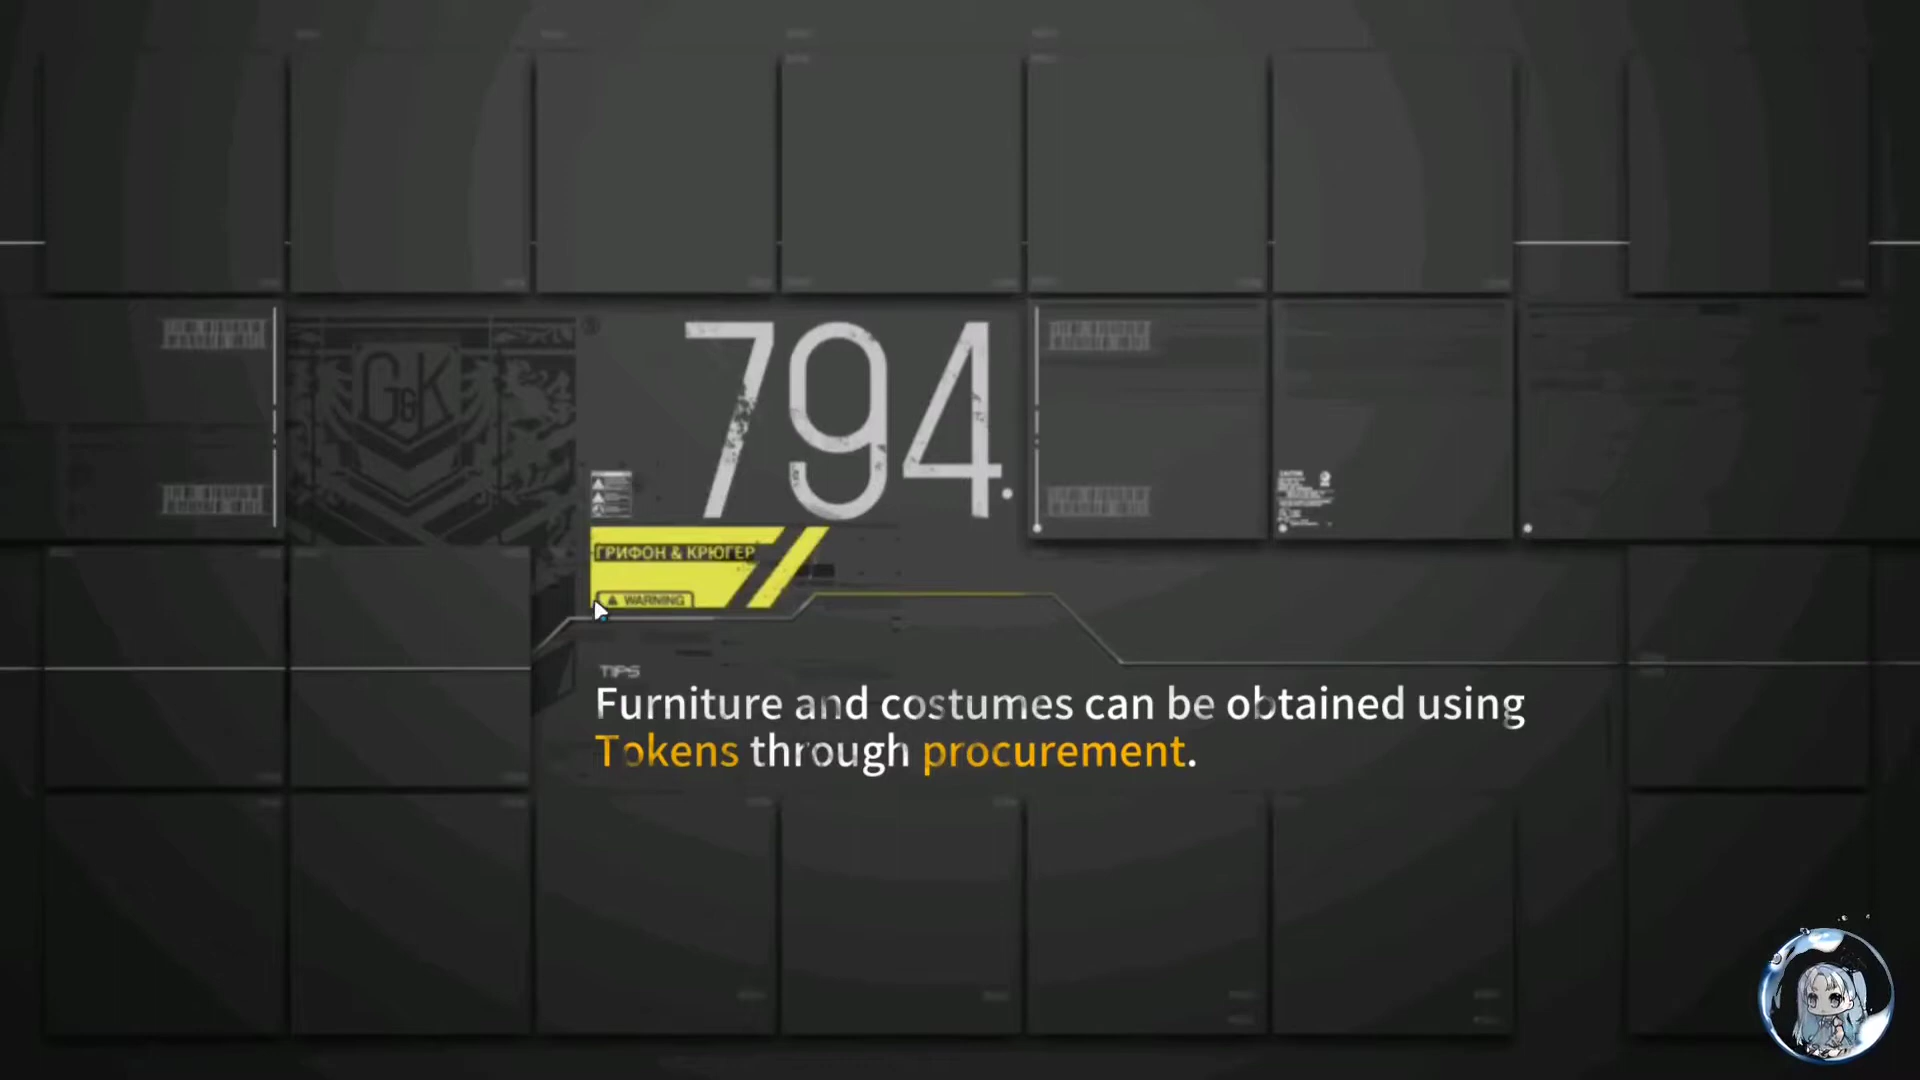 G&K
794.
ГРИФОН & КРЮГЕР
WARNING
TIPS
Furniture and costumes can be obtained using
Tokens through procurement.